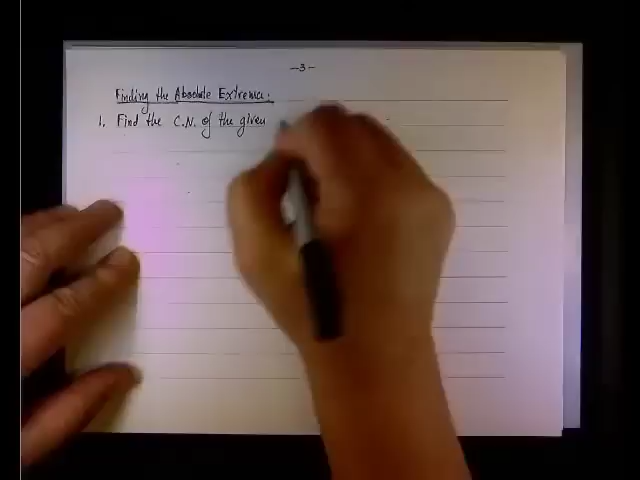 -3-
Finding the Absolute Extrema.
1. Find the C.N. of the given